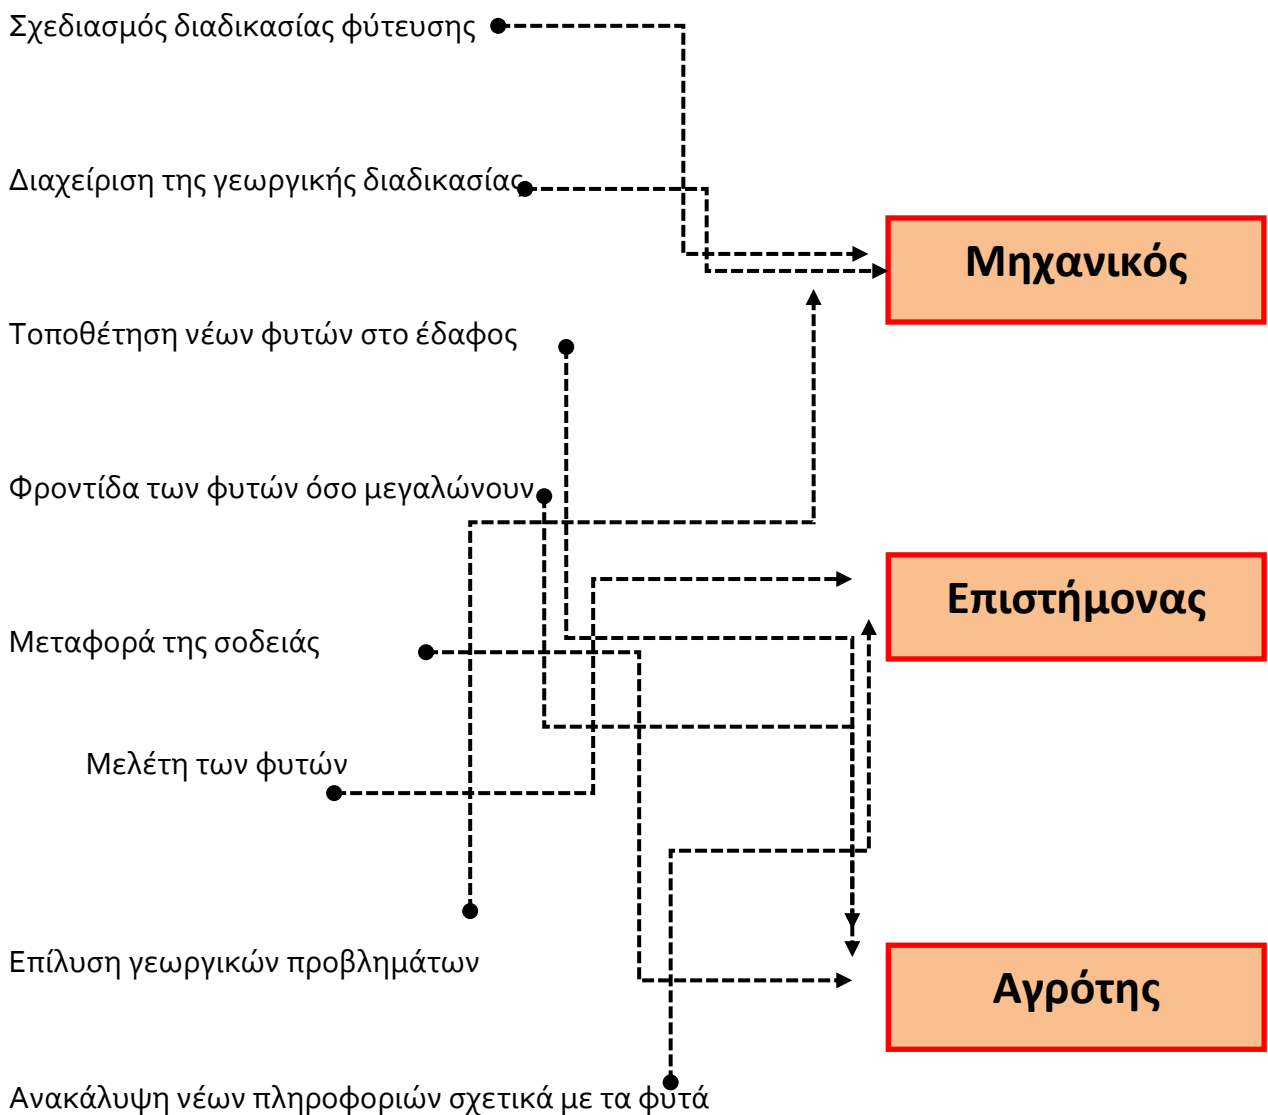 Σχεδιασμός διαδικασίας φύτευσης
Διαχείριση της γεωργικής διαδικασίας
Μηχανικός
Τοποθέτηση νέων φυτών στο έδαφος
Φροντίδα των φυτών όσο μεγαλώνουν
Επιστήμονας
Μεταφορά της σοδειάς
Μελέτη των φυτών
Επίλυση γεωργικών προβλημάτων
Αγρότης
Ανακάλυψη νέων πληροφοριών σχετικά με τα φυτά